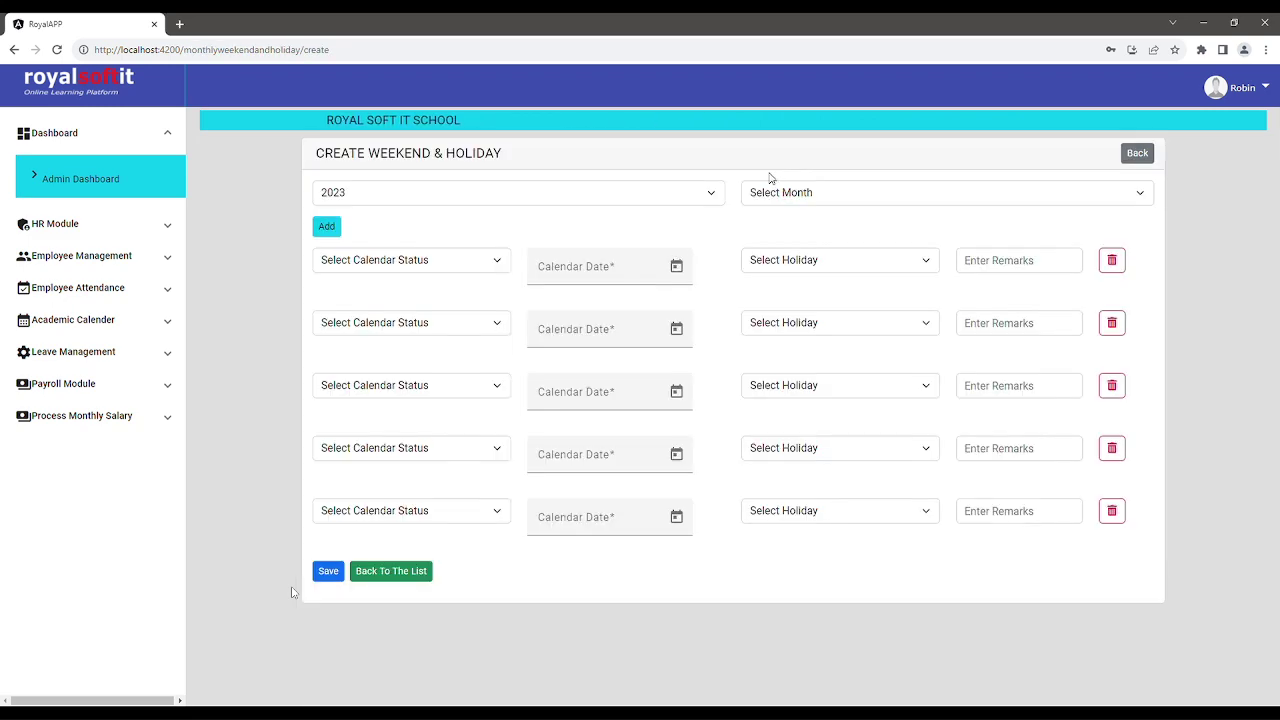 RoyalAPP
http://localhost:4200/monthlyweekendandholiday/create
royalsoftit
Online Learning Platform
Robin
Dashboard
Admin Dashboard
HR Module
Employee Management
Employee Attendance
Academic Calender
Leave Management
Payroll Module
Process Monthly Salary
ROYAL SOFT IT SCHOOL
CREATE WEEKEND & HOLIDAY
Back
2023
Select Month
Add
Select Calendar Status Calendar Date* Select Holiday Enter Remarks
Select Calendar Status Calendar Date* Select Holiday Enter Remarks
Select Calendar Status Calendar Date* Select Holiday Enter Remarks
Select Calendar Status Calendar Date* Select Holiday Enter Remarks
Select Calendar Status Calendar Date* Select Holiday Enter Remarks
Save Back To The List